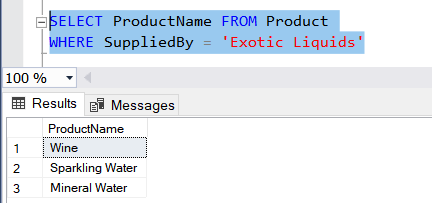 SELECT ProductName FROM Product
WHERE SuppliedBy = 'Exotic Liquids'
100 %
Results Messages
ProductName
1 Wine
2 Sparkling Water
3 Mineral Water